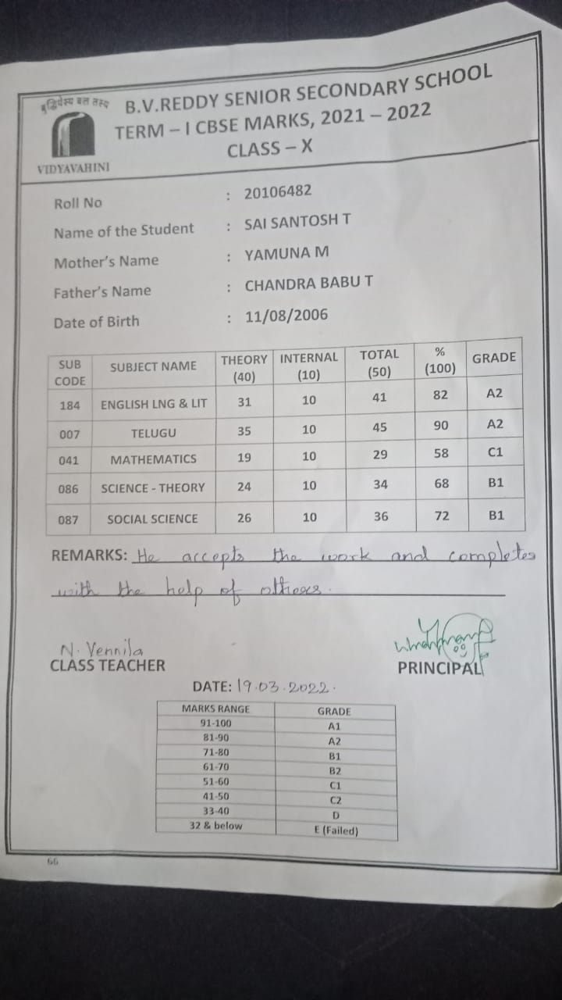 बुद्धिर्यस्य बलं तस्य
B.V.REDDY SENIOR SECONDARY SCHOOL
TERM – I CBSE MARKS, 2021 – 2022
CLASS – X
VIDYAVAHINI
Roll No : 20106482
Name of the Student : SAI SANTOSH T
Mother's Name : YAMUNA M
Father's Name : CHANDRA BABU T
Date of Birth : 11/08/2006
SUB CODE SUBJECT NAME THEORY (40) INTERNAL (10) TOTAL (50) % (100) GRADE
184 ENGLISH LNG & LIT 31 10 41 82 A2
007 TELUGU 35 10 45 90 A2
041 MATHEMATICS 19 10 29 58 C1
086 SCIENCE - THEORY 24 10 34 68 B1
087 SOCIAL SCIENCE 26 10 36 72 B1
REMARKS: He accepts the work and completes
with the help of others.
N. Vennila
CLASS TEACHER PRINCIPAL
DATE: 19.03.2022.
MARKS RANGE GRADE
91-100 A1
81-90 A2
71-80 B1
61-70 B2
51-60 C1
41-50 C2
33-40 D
32 & below E (Failed)
66